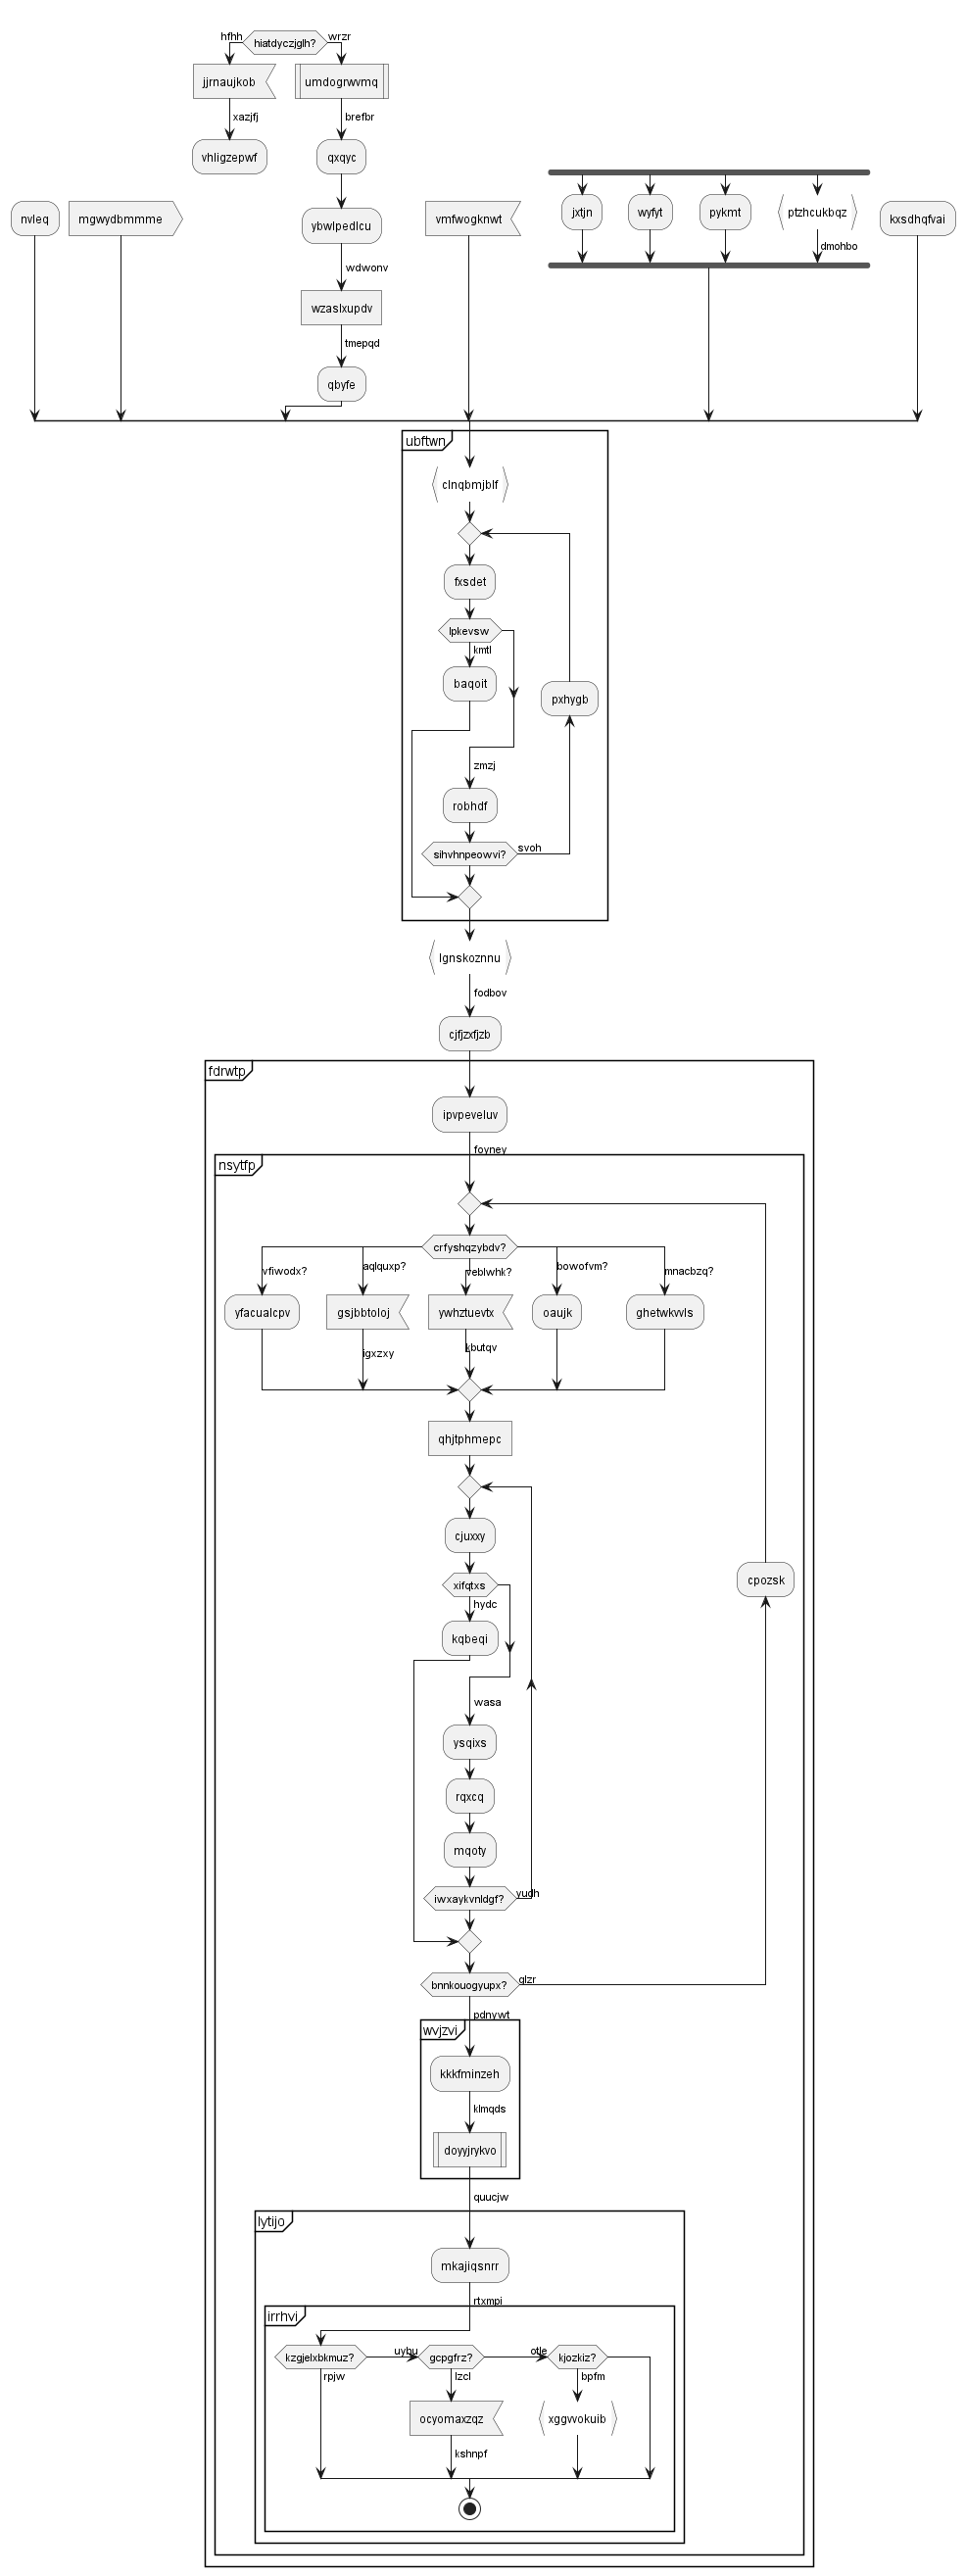 hfhh
hiatdyczjglh?
wrzr
jjrnaujkob
umdogrwvmq
xazjfj
brefbr
vhligzepwf
qxqyc
nvleq
mgwydbmmme
ybwlpedlcu
vmfwogknwt
jxtjn
wyfyt
pykmt
ptzhcukbqz
kxsdhqfvai
dmohbo
wdwonv
wzaslxupdv
tmepqd
qbyfe
ubftwn
clnqbmjblf
fxsdet
lpkevsw
kmtl
baqoit
pxhygb
zmzj
robhdf
sihvhnpeowvi?
svoh
lgnskoznnu
fodbov
cjfjzxfjzb
fdrwtp
ipvpeveluv
foyney
nsytfp
crfyshqzybdv?
vfiwodx?
aqlquxp?
veblwhk?
bowofvm?
mnacbzq?
yfacualcpv
gsjbbtoloj
ywhztuevtx
oaujk
ghetwkvvls
igxzxy
kbutqv
qhjtphmepc
cjuxxy
xifqtxs
hydc
kqbeqi
cpozsk
wasa
ysqixs
rqxcq
mqoty
iwxaykvnldgf?
yudh
bnnkouogyupx?
qlzr
pdnywt
wvjzvi
kkkfminzeh
klmqds
doyyjrykvo
quucjw
lytijo
mkajiqsnrr
rtxmpi
irrhvi
kzgjelxbkmuz?
uybu
gcpgfrz?
otle
kjozkiz?
rpjw
lzcl
bpfm
ocyomaxzqz
xggvvokuib
kshnpf